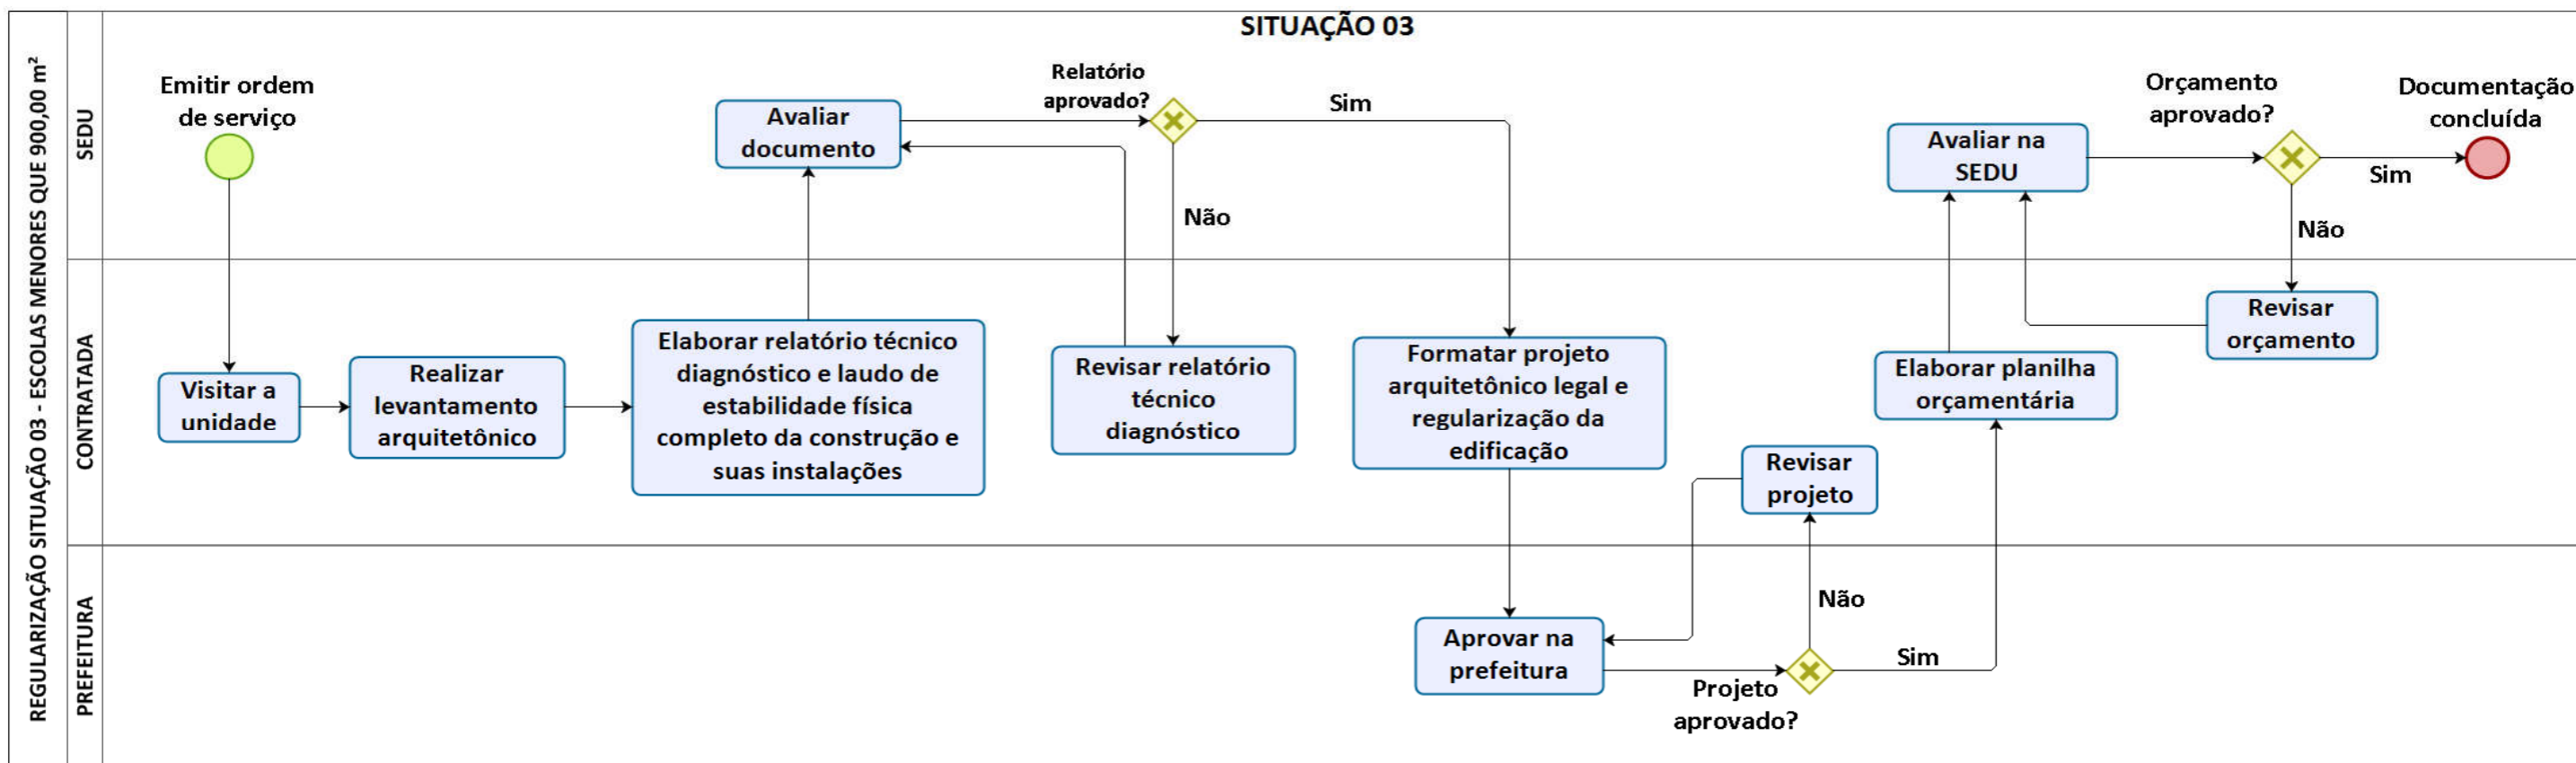 SITUAÇÃO 03
REGULARIZAÇÃO SITUAÇÃO 03 - ESCOLAS MENORES QUE 900,00 m²
SEDU
Emitir ordem
de serviço
Avaliar
documento
Relatório
aprovado?
Sim
Não
Avaliar na
SEDU
Orçamento
aprovado?
Sim
Não
Documentação
concluída
CONTRATADA
Visitar a
unidade
Realizar
levantamento
arquitetônico
Elaborar relatório técnico
diagnóstico e laudo de
estabilidade física
completo da construção e
suas instalações
Revisar relatório
técnico
diagnóstico
Formatar projeto
arquitetônico legal e
regularização da
edificação
Revisar
projeto
Elaborar planilha
orçamentária
Revisar
orçamento
PREFEITURA
Aprovar na
prefeitura
Projeto
aprovado?
Não
Sim